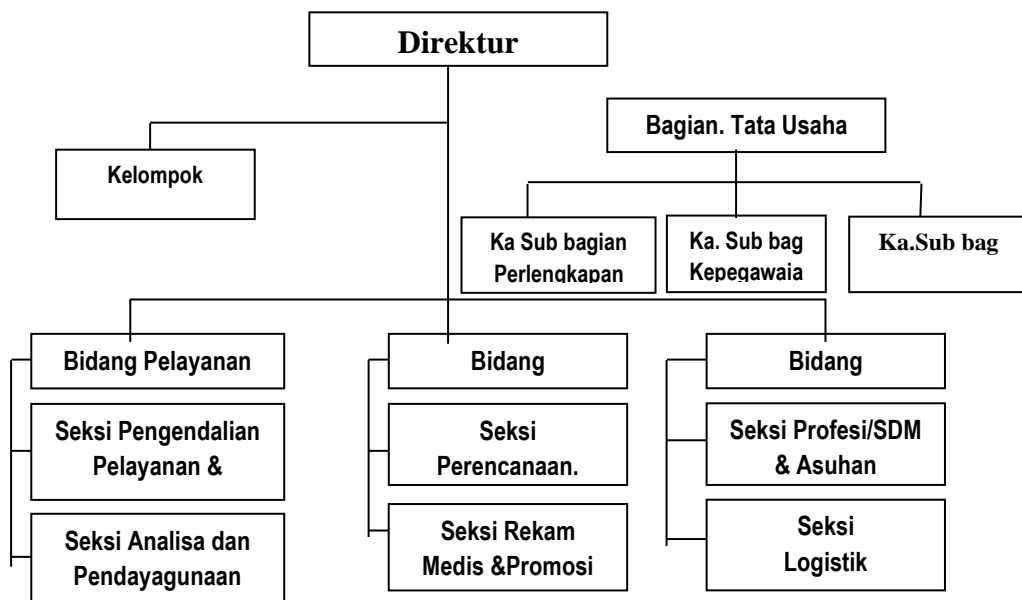 Direktur
Bagian. Tata Usaha
Kelompok
Ka Sub bagian
Perlengkapan
Ka. Sub bag
Kepegawaia
Ka.Sub bag
Bidang Pelayanan
Seksi Pengendalian
Pelayanan &
Seksi Analisa dan
Pendayagunaan
Bidang
Seksi
Perencanaan.
Seksi Rekam
Medis &Promosi
Bidang
Seksi Profesi/SDM
& Asuhan
Seksi
Logistik